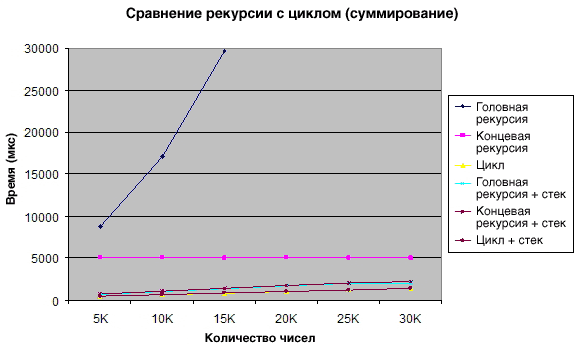 Сравнение рекурсии с циклом (суммирование)
30000
25000
20000
15000
10000
5000
0
Время (мкс)
5K
10K
15K
20K
25K
30K
Количество чисел
Головная
рекурсия
Концевая
рекурсия
Цикл
Головная
рекурсия + стек
Концевая
рекурсия + стек
Цикл + стек